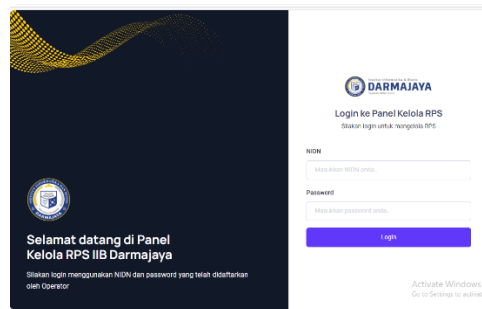 DARMAJAYA
Selamat datang di Panel
Kelola RPS IIB Darmajaya
Silakan login menggunakan NIDN dan password yang telah didaftarkan
oleh Operator
DARMAJAYA
Login ke Panel Kelola RPS
Silakan login untuk mengelola RPS
NIDN
Masukkan NIDN anda.
Password
Masukkan password anda.
Login
Activate Windows
Go to Settings to activat